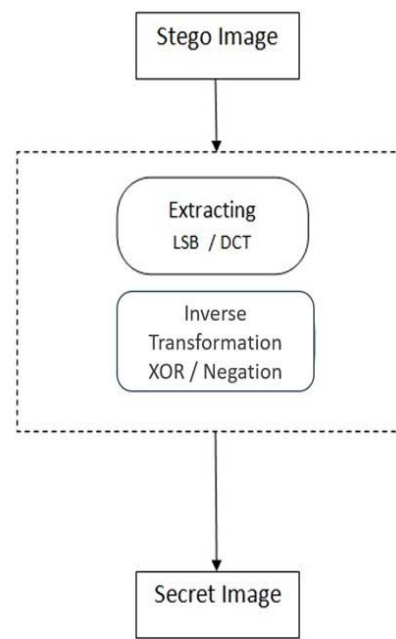 Stego Image
Extracting
LSB / DCT
Inverse
Transformation
XOR / Negation
Secret Image